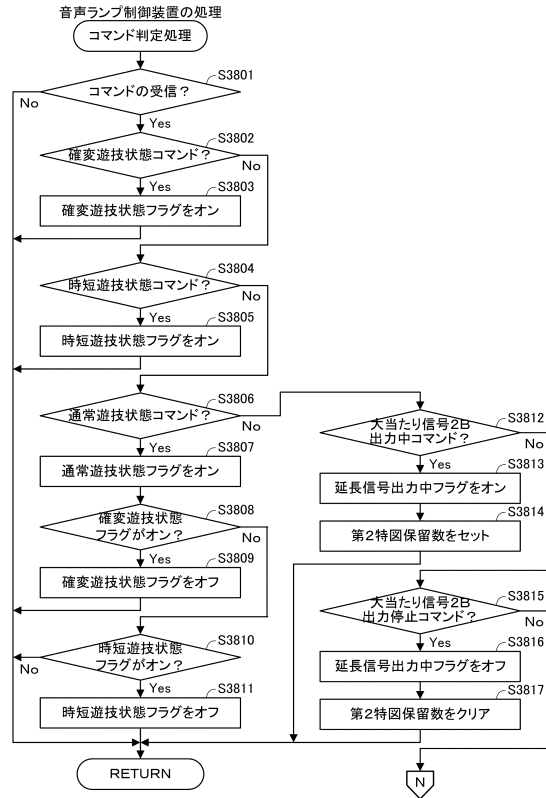 音声ランプ制御装置の処理
コマンド判定処理
S3801
コマンドの受信？
No
Yes
S3802
確変遊技状態コマンド？
No
Yes
S3803
確変遊技状態フラグをオン
S3804
時短遊技状態コマンド？
No
Yes
S3805
時短遊技状態フラグをオン
S3806
通常遊技状態コマンド？
No
Yes
S3807
通常遊技状態フラグをオン
S3808
確変遊技状態
フラグがオン？
No
Yes
S3809
確変遊技状態フラグをオフ
S3810
時短遊技状態
フラグがオン？
No
Yes
S3811
時短遊技状態フラグをオフ
RETURN
S3812
大当たり信号2B
出力中コマンド？
No
Yes
S3813
延長信号出力中フラグをオン
S3814
第2特図保留数をセット
S3815
大当たり信号2B
出力停止コマンド？
No
Yes
S3816
延長信号出力中フラグをオフ
S3817
第2特図保留数をクリア
N